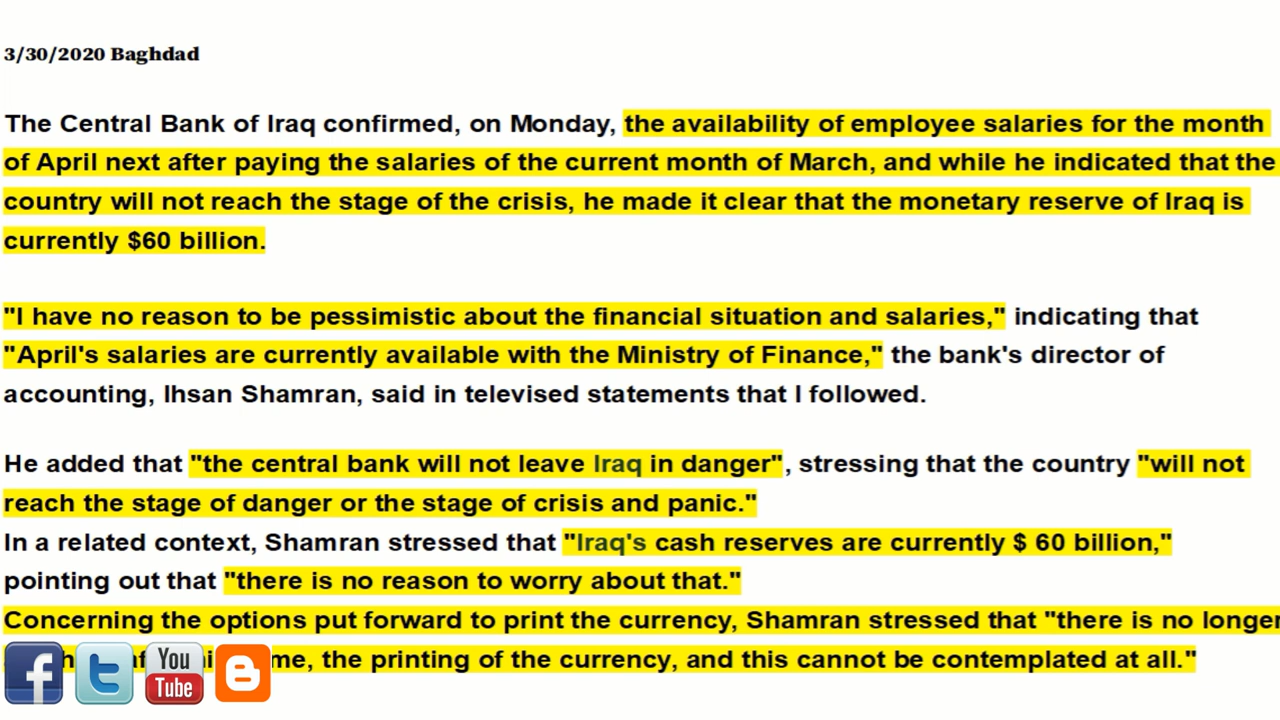 3/30/2020 Baghdad
The Central Bank of Iraq confirmed, on Monday, the availability of employee salaries for the month
of April next after paying the salaries of the current month of March, and while he indicated that the
country will not reach the stage of the crisis, he made it clear that the monetary reserve of Iraq is
currently $60 billion.
"I have no reason to be pessimistic about the financial situation and salaries," indicating that
"April's salaries are currently available with the Ministry of Finance," the bank's director of
accounting, Ihsan Shamran, said in televised statements that I followed.
He added that "the central bank will not leave Iraq in danger", stressing that the country "will not
reach the stage of danger or the stage of crisis and panic."
In a related context, Shamran stressed that "Iraq's cash reserves are currently $ 60 billion,"
pointing out that "there is no reason to worry about that."
Concerning the options put forward to print the currency, Shamran stressed that "there is no longer
the printing of the currency, and this cannot be contemplated at all."
f t You Tube B